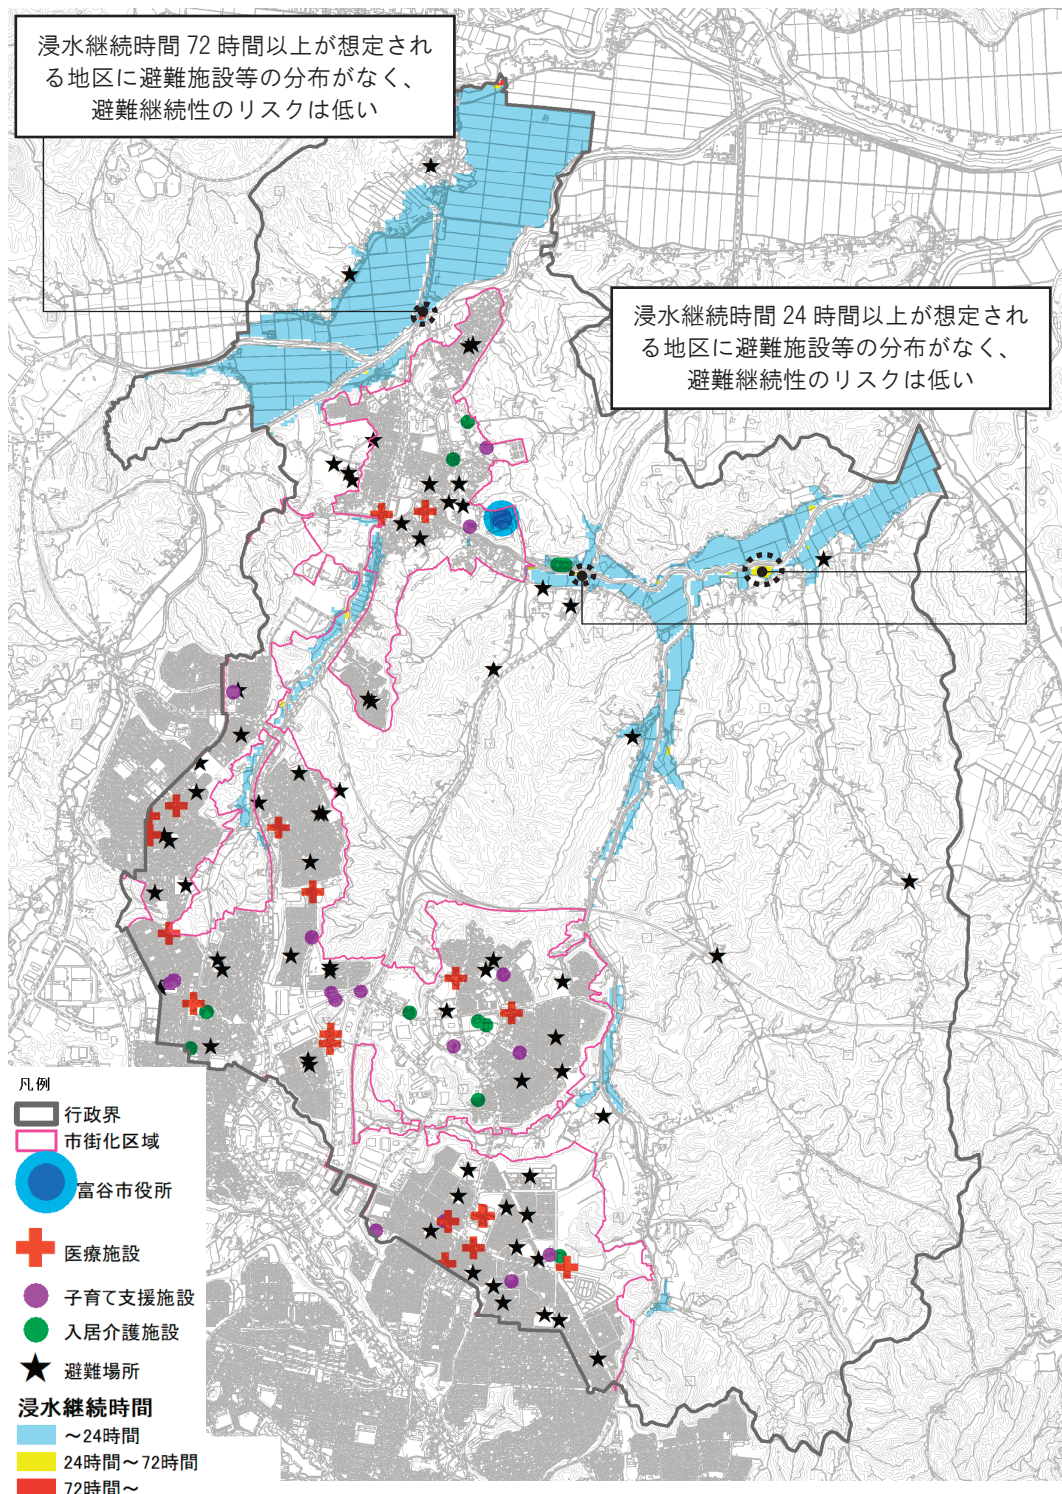 浸水継続時間 72 時間以上が想定され
る地区に避難施設等の分布がなく、
避難継続性のリスクは低い
浸水継続時間 24 時間以上が想定され
る地区に避難施設等の分布がなく、
避難継続性のリスクは低い
凡例
行政界
市街化区域
富谷市役所
医療施設
子育て支援施設
入居介護施設
避難場所
浸水継続時間
～24時間
24時間～72時間
72時間～